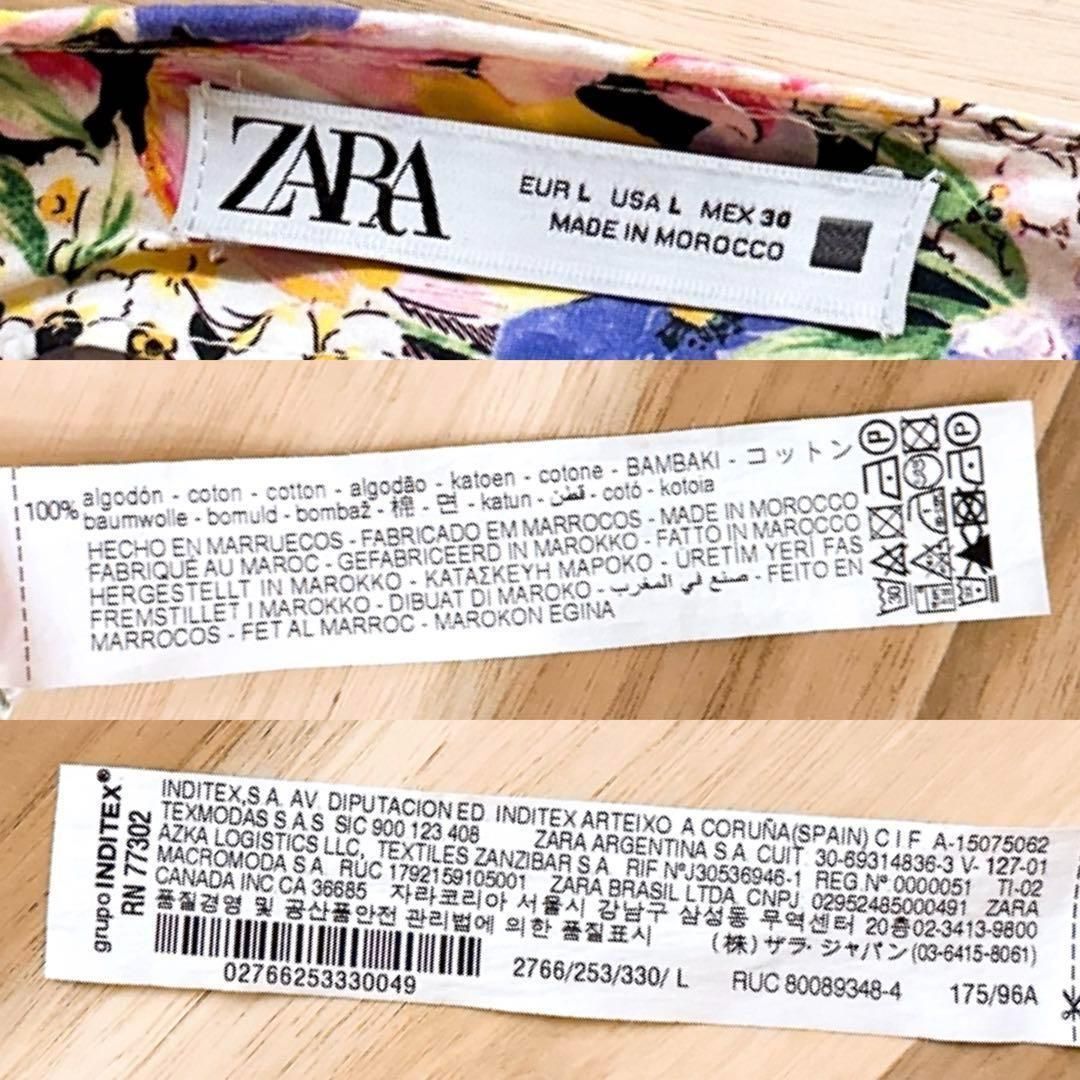 ZARA
EUR L USA L MEX 30
MADE IN MOROCCO
100% algodón - coton - cotton - algodão - katoen - cotone - BAMBAKI - コットン
baumwolle - bomuld - bombaž - 棉 - 면 - katun - قطن - cotó - kotoia
HECHO EN MARRUECOS - FABRICADO EM MARROCOS - MADE IN MOROCCO
FABRIQUÉ AU MAROC - GEFABRICEERD IN MAROKKO - FATTO IN MAROCCO
HERGESTELLT IN MAROKKO - ΚΑΤΑΣΚΕΥΗ ΜΑΡΟΚΟ - ÜRETİM YERİ FAS
FREMSTILLET I MAROKKO - DIBUAT DI MAROKO - صنع في المغرب - FEITO EN
MARROCOS - FET AL MARROC - MAROKON EGINA
grupo INDITEX®
RN 77302
INDITEX,S.A. AV. DIPUTACION ED. INDITEX ARTEIXO A CORUÑA(SPAIN) C I F A-15075062
TEXMODAS S A S SIC 900 123 408 ZARA ARGENTINA S.A. CUIT. 30-69314836-3 V- 127-01
AZKA LOGISTICS LLC, TEXTILES ZANZIBAR S.A. RIF NºJ30536946-1 REG.Nº 0000051 TI-02
MACROMODA S.A. RUC 1792159105001 ZARA BRASIL LTDA. CNPJ. 02952485000491 ZARA
CANADA INC CA 36685 자라코리아 서울시 강남구 삼성동 무역센터 20층02-3413-9800
품질경영 및 공산품안전 관리법에 의한 품질표시 (株)ザラ・ジャパン(03-6415-8061)
02766253330049 2766/253/330/ L RUC 80089348-4 175/96A